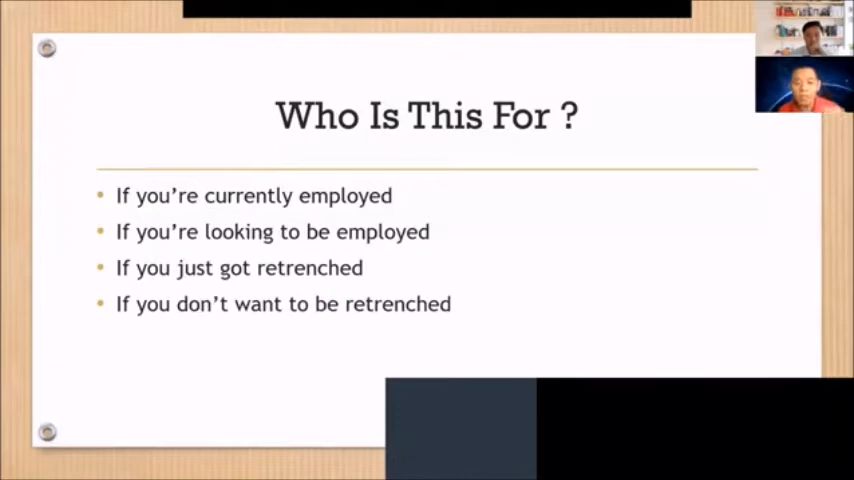 Who Is This For ?
• If you're currently employed
• If you're looking to be employed
• If you just got retrenched
• If you don't want to be retrenched